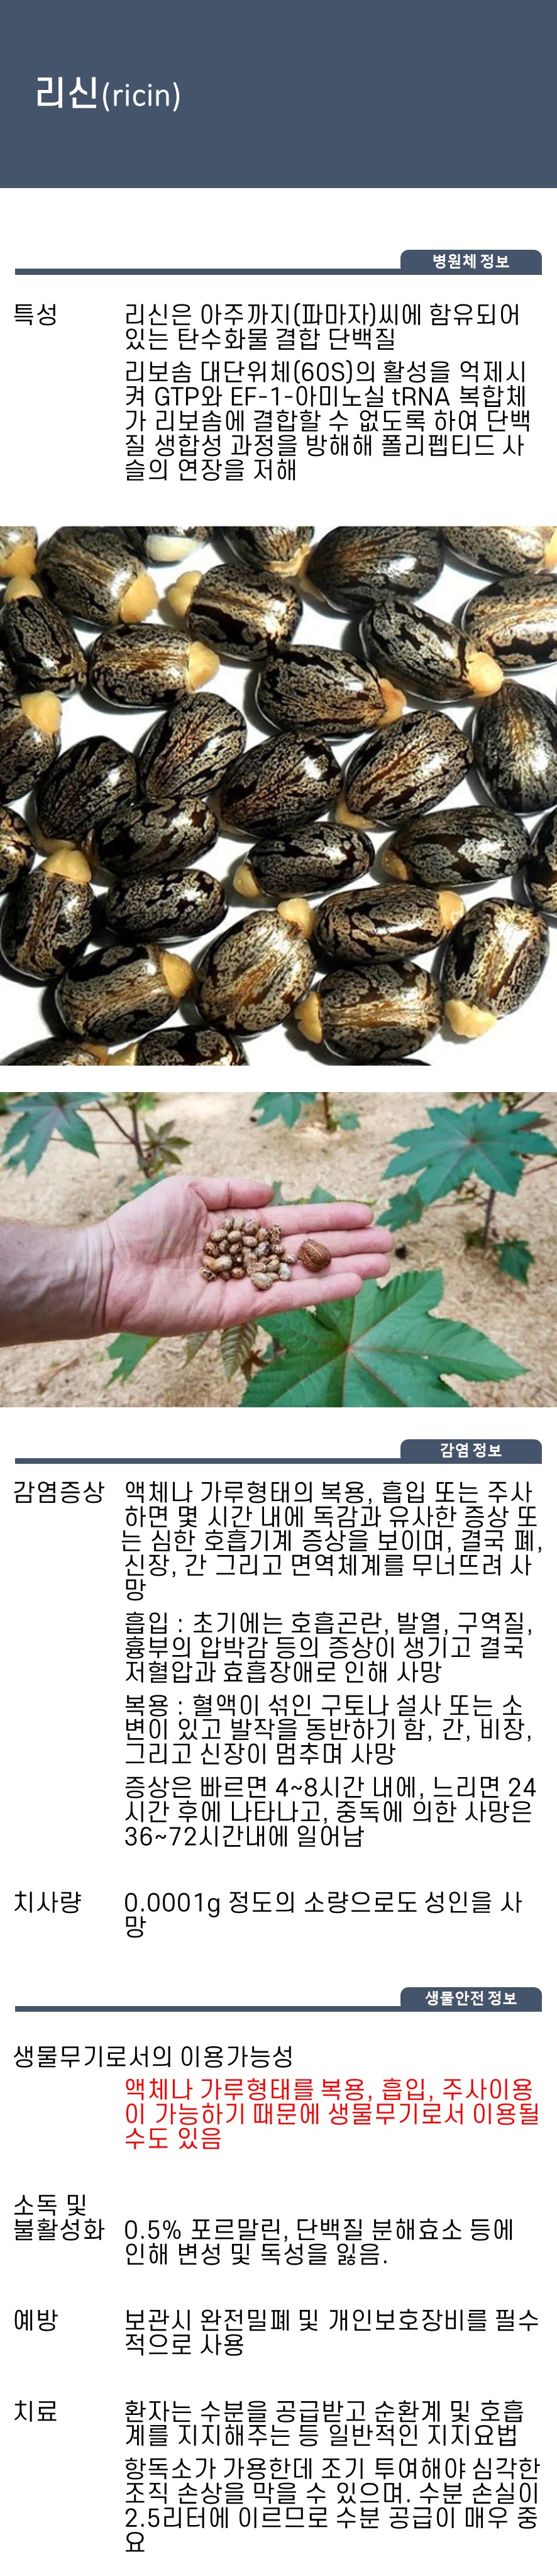 리신(ricin)
병원체 정보
특성
리신은 아주까지(파마자)씨에 함유되어
있는 탄수화물 결합 단백질
리보솜 대단위체(60S)의 활성을 억제시
켜 GTP와 EF-1-아미노실 tRNA 복합체
가 리보솜에 결합할 수 없도록 하여 단백
질 생합성 과정을 방해해 폴리펩티드 사
슬의 연장을 저해
감염 정보
감염증상
액체나 가루형태의 복용, 흡입 또는 주사
하면 몇 시간 내에 독감과 유사한 증상 또
는 심한 호흡기계 증상을 보이며, 결국 폐,
신장, 간 그리고 면역체계를 무너뜨려 사
망
흡입 : 초기에는 호흡곤란, 발열, 구역질,
흉부의 압박감 등의 증상이 생기고 결국
저혈압과 효흡장애로 인해 사망
복용 : 혈액이 섞인 구토나 설사 또는 소
변이 있고 발작을 동반하기 함, 간, 비장,
그리고 신장이 멈추며 사망
증상은 빠르면 4~8시간 내에, 느리면 24
시간 후에 나타나고, 중독에 의한 사망은
36~72시간내에 일어남
치사량
0.0001g 정도의 소량으로도 성인을 사
망
생물안전 정보
생물무기로서의 이용가능성
액체나 가루형태를 복용, 흡입, 주사이용
이 가능하기 때문에 생물무기로서 이용될
수도 있음
소독 및
불활성화
0.5% 포르말린, 단백질 분해효소 등에
인해 변성 및 독성을 잃음.
예방
보관시 완전밀폐 및 개인보호장비를 필수
적으로 사용
치료
환자는 수분을 공급받고 순환계 및 호흡
계를 지지해주는 등 일반적인 지지요법
항독소가 가용한데 조기 투여해야 심각한
조직 손상을 막을 수 있으며. 수분 손실이
2.5리터에 이르므로 수분 공급이 매우 중
요